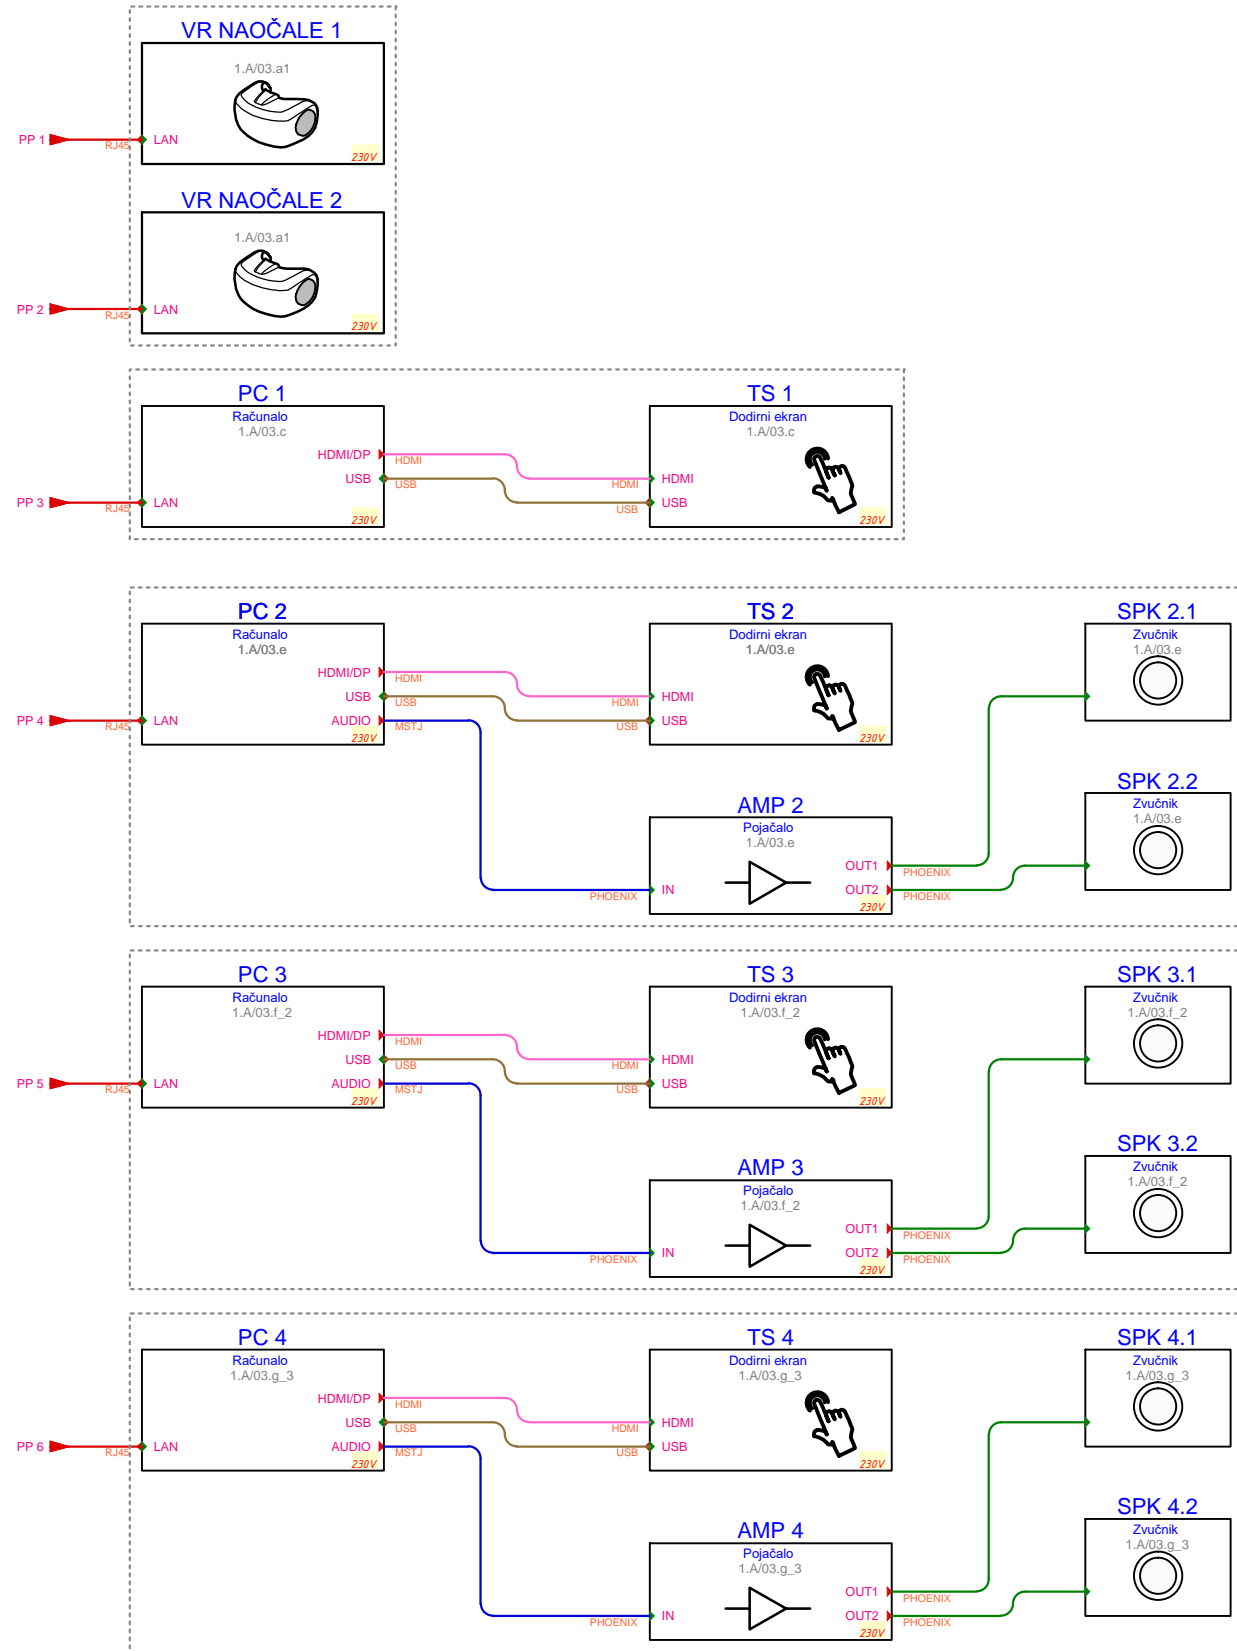 VR NAOČALE 1
1.A/03.a1
PP 1
RJ45
LAN
230V
VR NAOČALE 2
1.A/03.a1
PP 2
RJ45
LAN
230V
PC 1
Računalo
1.A/03.c
HDMI/DP
HDMI
USB
USB
PP 3
RJ45
LAN
230V
TS 1
Dodirni ekran
1.A/03.c
HDMI
HDMI
USB
USB
230V
PC 2
Računalo
1.A/03.e
HDMI/DP
HDMI
USB
USB
PP 4
RJ45
LAN
AUDIO
MSTJ
230V
TS 2
Dodirni ekran
1.A/03.e
HDMI
HDMI
USB
USB
230V
SPK 2.1
Zvučnik
1.A/03.e
SPK 2.2
Zvučnik
1.A/03.e
AMP 2
Pojačalo
1.A/03.e
OUT1
PHOENIX
PHOENIX
IN
OUT2
PHOENIX
230V
PC 3
Računalo
1.A/03.f_2
HDMI/DP
HDMI
USB
USB
PP 5
RJ45
LAN
AUDIO
MSTJ
230V
TS 3
Dodirni ekran
1.A/03.f_2
HDMI
HDMI
USB
USB
230V
SPK 3.1
Zvučnik
1.A/03.f_2
SPK 3.2
Zvučnik
1.A/03.f_2
AMP 3
Pojačalo
1.A/03.f_2
OUT1
PHOENIX
PHOENIX
IN
OUT2
PHOENIX
230V
PC 4
Računalo
1.A/03.g_3
HDMI/DP
HDMI
USB
USB
PP 6
RJ45
LAN
AUDIO
MSTJ
230V
TS 4
Dodirni ekran
1.A/03.g_3
HDMI
HDMI
USB
USB
230V
SPK 4.1
Zvučnik
1.A/03.g_3
SPK 4.2
Zvučnik
1.A/03.g_3
AMP 4
Pojačalo
1.A/03.g_3
OUT1
PHOENIX
PHOENIX
IN
OUT2
PHOENIX
230V